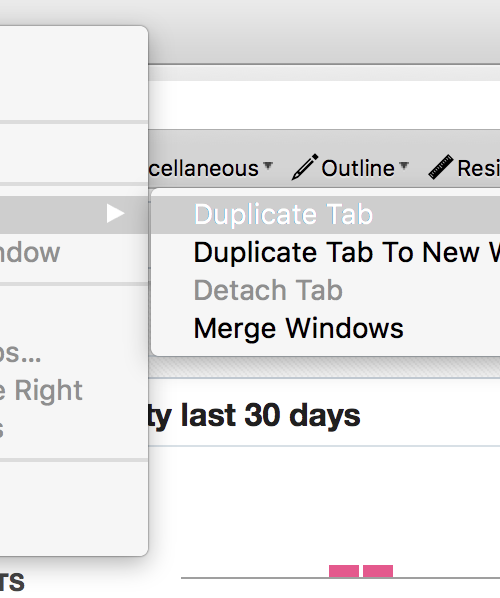 cellaneous Outline Resi
Duplicate Tab
ndow Duplicate Tab To New W
Detach Tab
Merge Windows
os...
e Right
s
ty last 30 days
TS